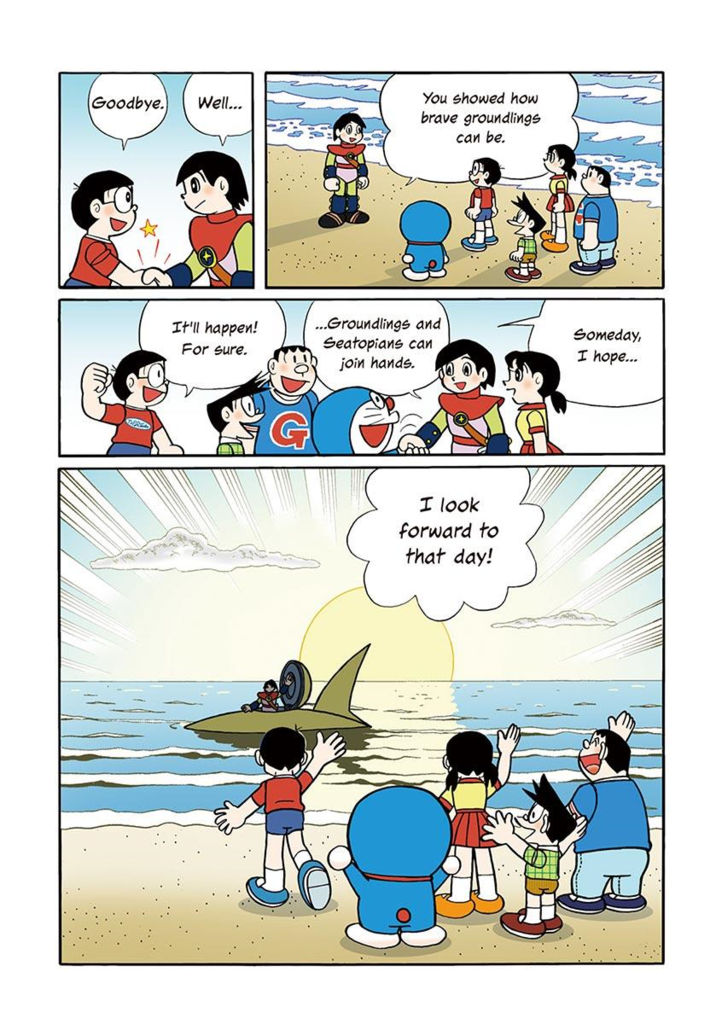 You showed how
brave groundlings
can be.
Well...
Goodbye.
Someday,
I hope...
...Groundlings and
Seatopians can
join hands.
It'll happen!
For sure.
G
I look
forward to
that day!